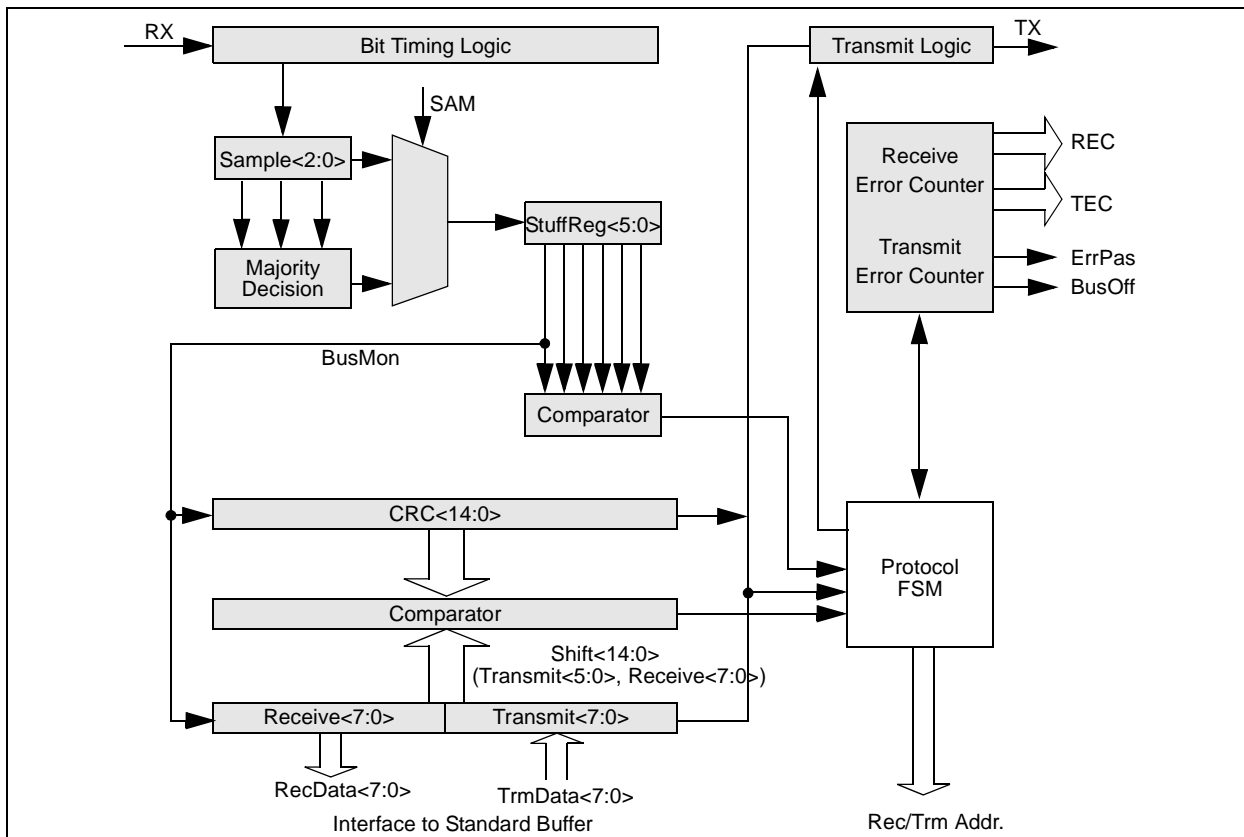 RX
Bit Timing Logic
Transmit Logic
TX
SAM
Sample<2:0>
Majority
Decision
StuffReg<5:0>
Receive
Error Counter
Transmit
Error Counter
REC
TEC
ErrPas
BusOff
BusMon
Comparator
CRC<14:0>
Protocol
FSM
Comparator
Shift<14:0>
(Transmit<5:0>, Receive<7:0>)
Receive<7:0>
Transmit<7:0>
RecData<7:0>
TrmData<7:0>
Interface to Standard Buffer
Rec/Trm Addr.